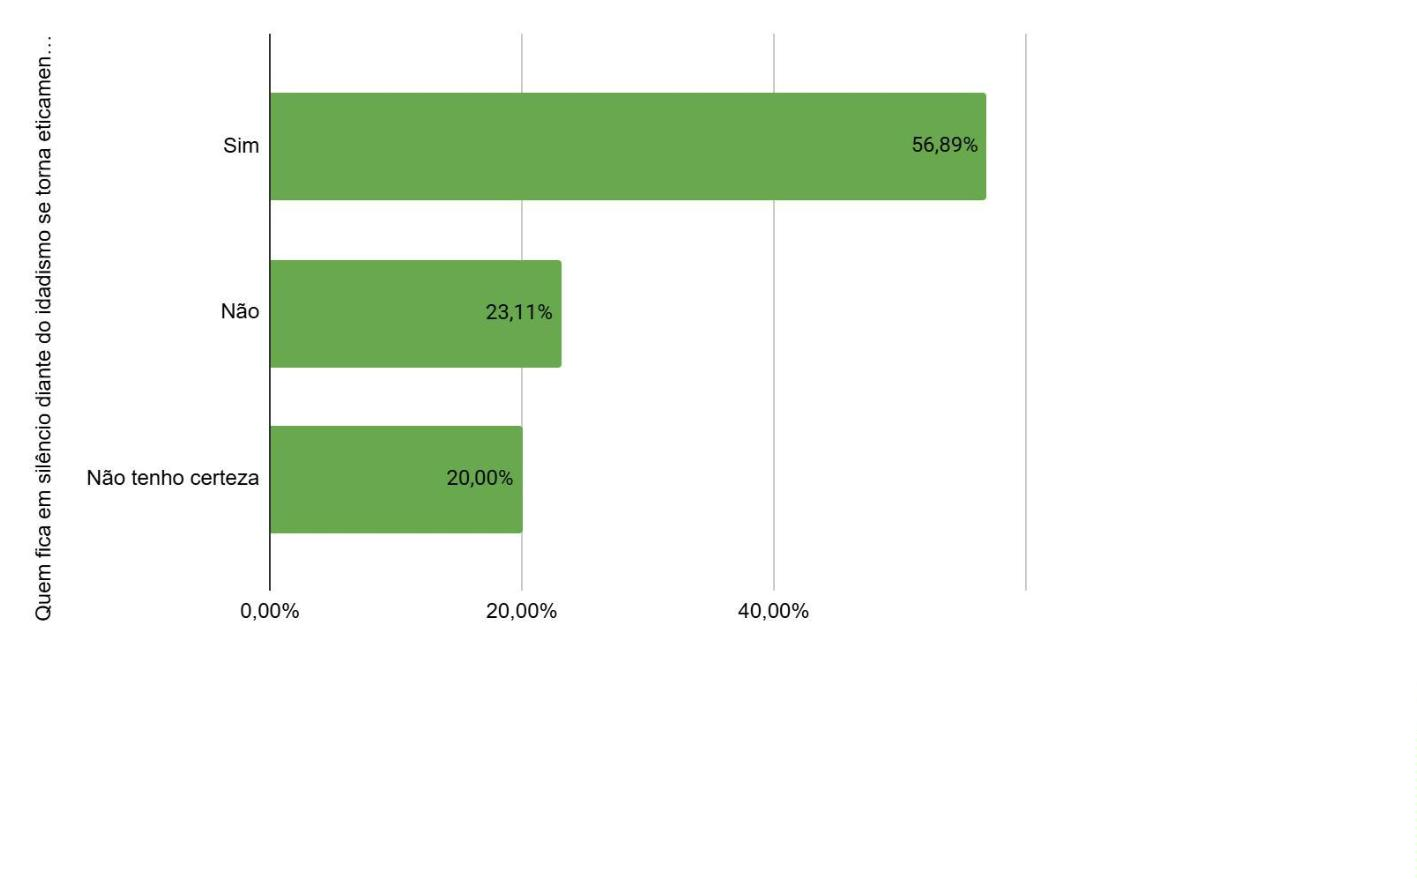 Quem fica em silêncio diante do idadismo se torna eticamen…
Sim
56,89%
Não
23,11%
Não tenho certeza
20,00%
0,00%
20,00%
40,00%